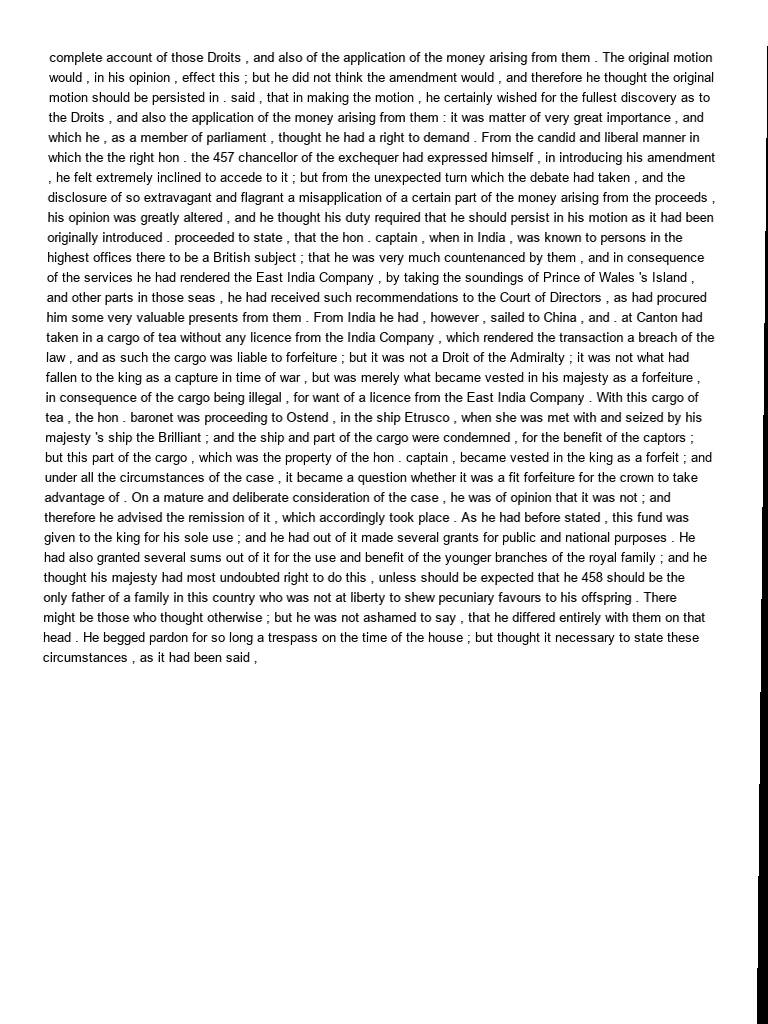 complete account of those Droits , and also of the application of the money arising from them . The original motion
would , in his opinion , effect this ; but he did not think the amendment would , and therefore he thought the original
motion should be persisted in . said , that in making the motion , he certainly wished for the fullest discovery as to
the Droits , and also the application of the money arising from them : it was matter of very great importance , and
which he , as a member of parliament , thought he had a right to demand . From the candid and liberal manner in
which the the right hon . the 457 chancellor of the exchequer had expressed himself , in introducing his amendment
, he felt extremely inclined to accede to it ; but from the unexpected turn which the debate had taken , and the
disclosure of so extravagant and flagrant a misapplication of a certain part of the money arising from the proceeds ,
his opinion was greatly altered , and he thought his duty required that he should persist in his motion as it had been
originally introduced . proceeded to state , that the hon . captain , when in India , was known to persons in the
highest offices there to be a British subject ; that he was very much countenanced by them , and in consequence
of the services he had rendered the East India Company , by taking the soundings of Prince of Wales 's Island ,
and other parts in those seas , he had received such recommendations to the Court of Directors , as had procured
him some very valuable presents from them . From India he had , however , sailed to China , and . at Canton had
taken in a cargo of tea without any licence from the India Company , which rendered the transaction a breach of the
law , and as such the cargo was liable to forfeiture ; but it was not a Droit of the Admiralty ; it was not what had
fallen to the king as a capture in time of war , but was merely what became vested in his majesty as a forfeiture ,
in consequence of the cargo being illegal , for want of a licence from the East India Company . With this cargo of
tea , the hon . baronet was proceeding to Ostend , in the ship Etrusco , when she was met with and seized by his
majesty 's ship the Brilliant ; and the ship and part of the cargo were condemned , for the benefit of the captors ;
but this part of the cargo , which was the property of the hon . captain , became vested in the king as a forfeit ; and
under all the circumstances of the case , it became a question whether it was a fit forfeiture for the crown to take
advantage of . On a mature and deliberate consideration of the case , he was of opinion that it was not ; and
therefore he advised the remission of it , which accordingly took place . As he had before stated , this fund was
given to the king for his sole use ; and he had out of it made several grants for public and national purposes . He
had also granted several sums out of it for the use and benefit of the younger branches of the royal family ; and he
thought his majesty had most undoubted right to do this , unless should be expected that he 458 should be the
only father of a family in this country who was not at liberty to shew pecuniary favours to his offspring . There
might be those who thought otherwise ; but he was not ashamed to say , that he differed entirely with them on that
head . He begged pardon for so long a trespass on the time of the house ; but thought it necessary to state these
circumstances , as it had been said ,